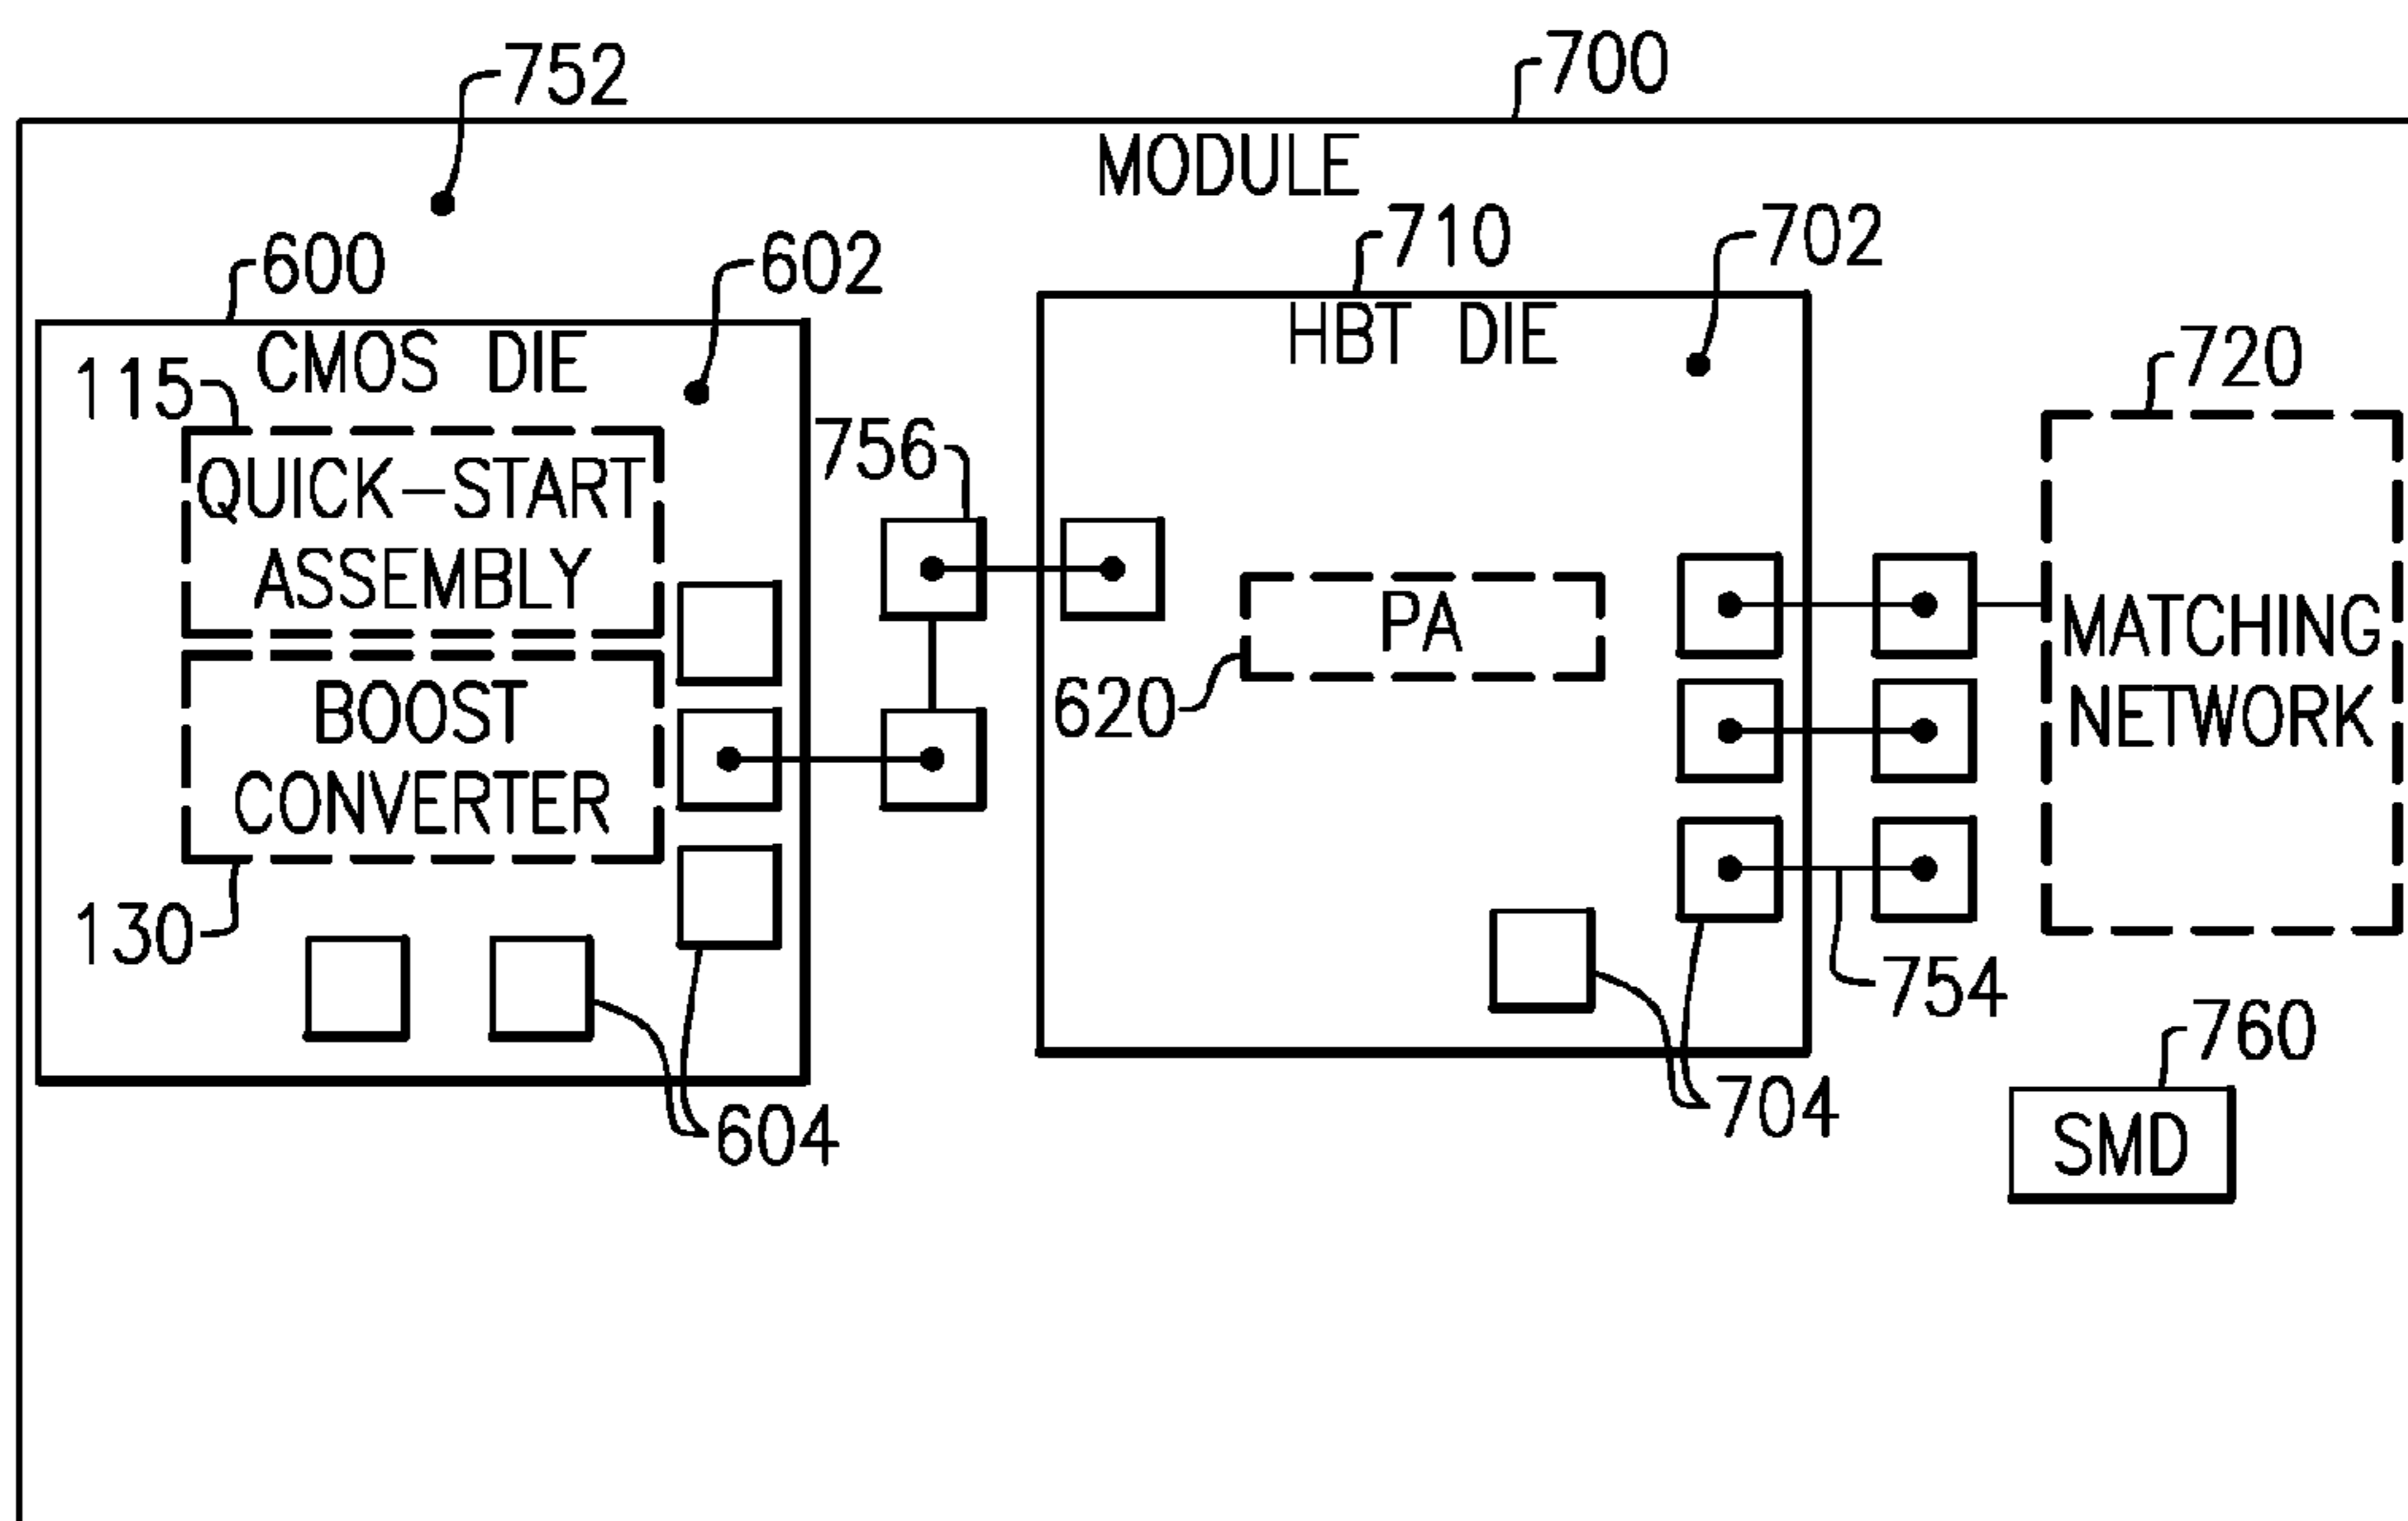 752
700
MODULE
600
602
710
702
CMOS DIE
HBT DIE
115
720
QUICK-START
ASSEMBLY
756
PA
620
MATCHING
NETWORK
BOOST
CONVERTER
130
754
604
704
760
SMD